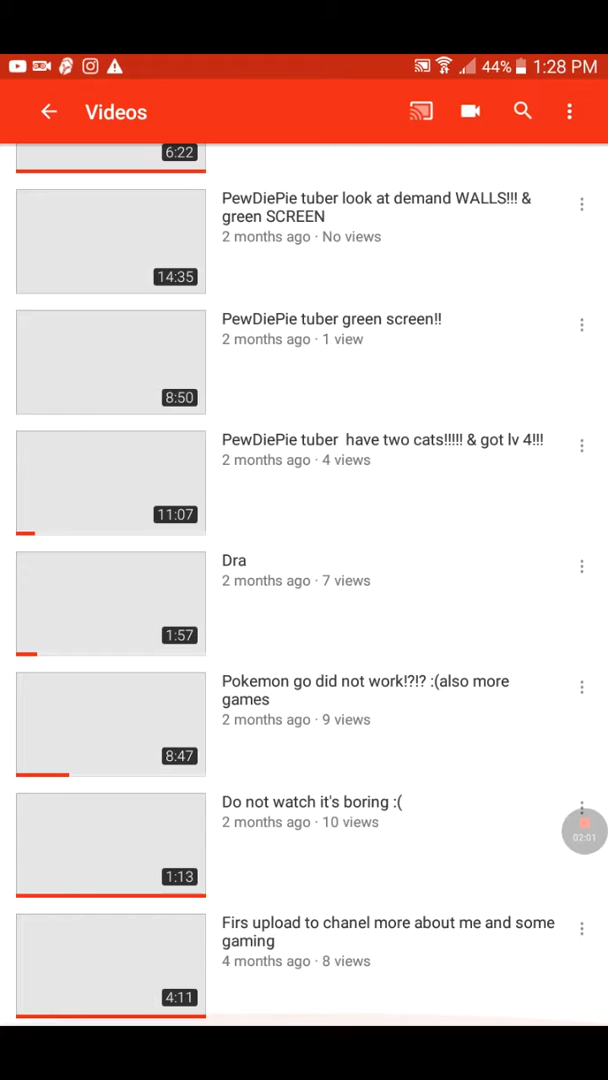 44% 1:28 PM
Videos
6:22
PewDiePie tuber look at demand WALLS!!! &
green SCREEN
2 months ago · No views
14:35
PewDiePie tuber green screen!!
2 months ago · 1 view
8:50
PewDiePie tuber have two cats!!!!! & got lv 4!!!
2 months ago · 4 views
11:07
Dra
2 months ago · 7 views
1:57
Pokemon go did not work!?!? :(also more
games
2 months ago · 9 views
8:47
Do not watch it's boring :(
2 months ago · 10 views
02:01
1:13
Firs upload to chanel more about me and some
gaming
4 months ago · 8 views
4:11